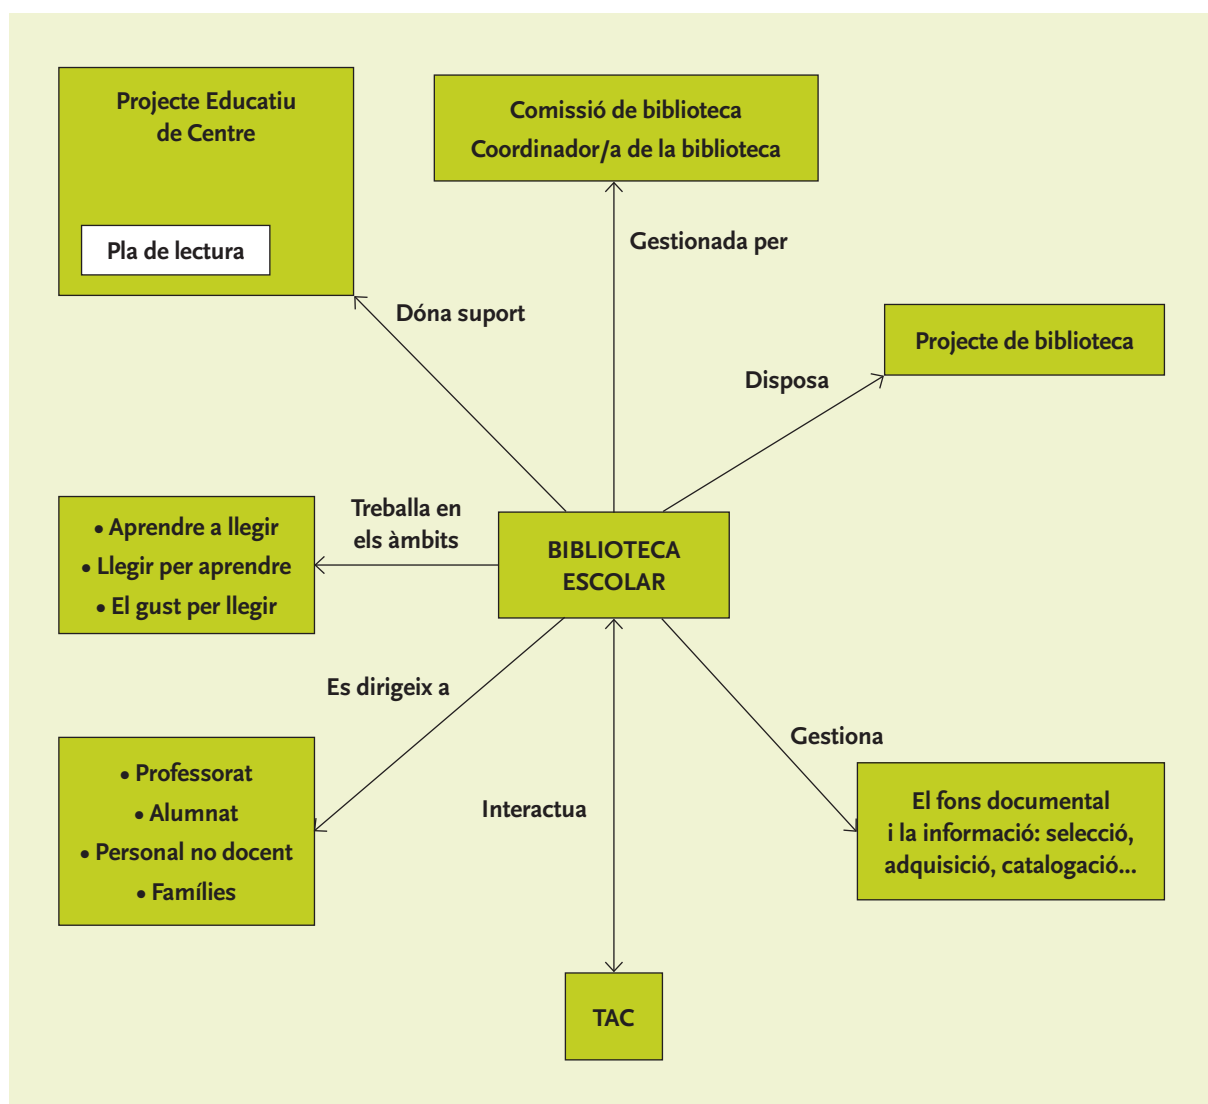 Projecte Educatiu
de Centre
Pla de lectura
Comissió de biblioteca
Coordinador/a de la biblioteca
Gestionada per
Dóna suport
Projecte de biblioteca
Disposa
Treballa en
els àmbits
• Aprendre a llegir
• Llegir per aprendre
• El gust per llegir
BIBLIOTECA
ESCOLAR
Es dirigeix a
• Professorat
• Alumnat
• Personal no docent
• Famílies
Interactua
Gestiona
El fons documental
i la informació: selecció,
adquisició, catalogació...
TAC